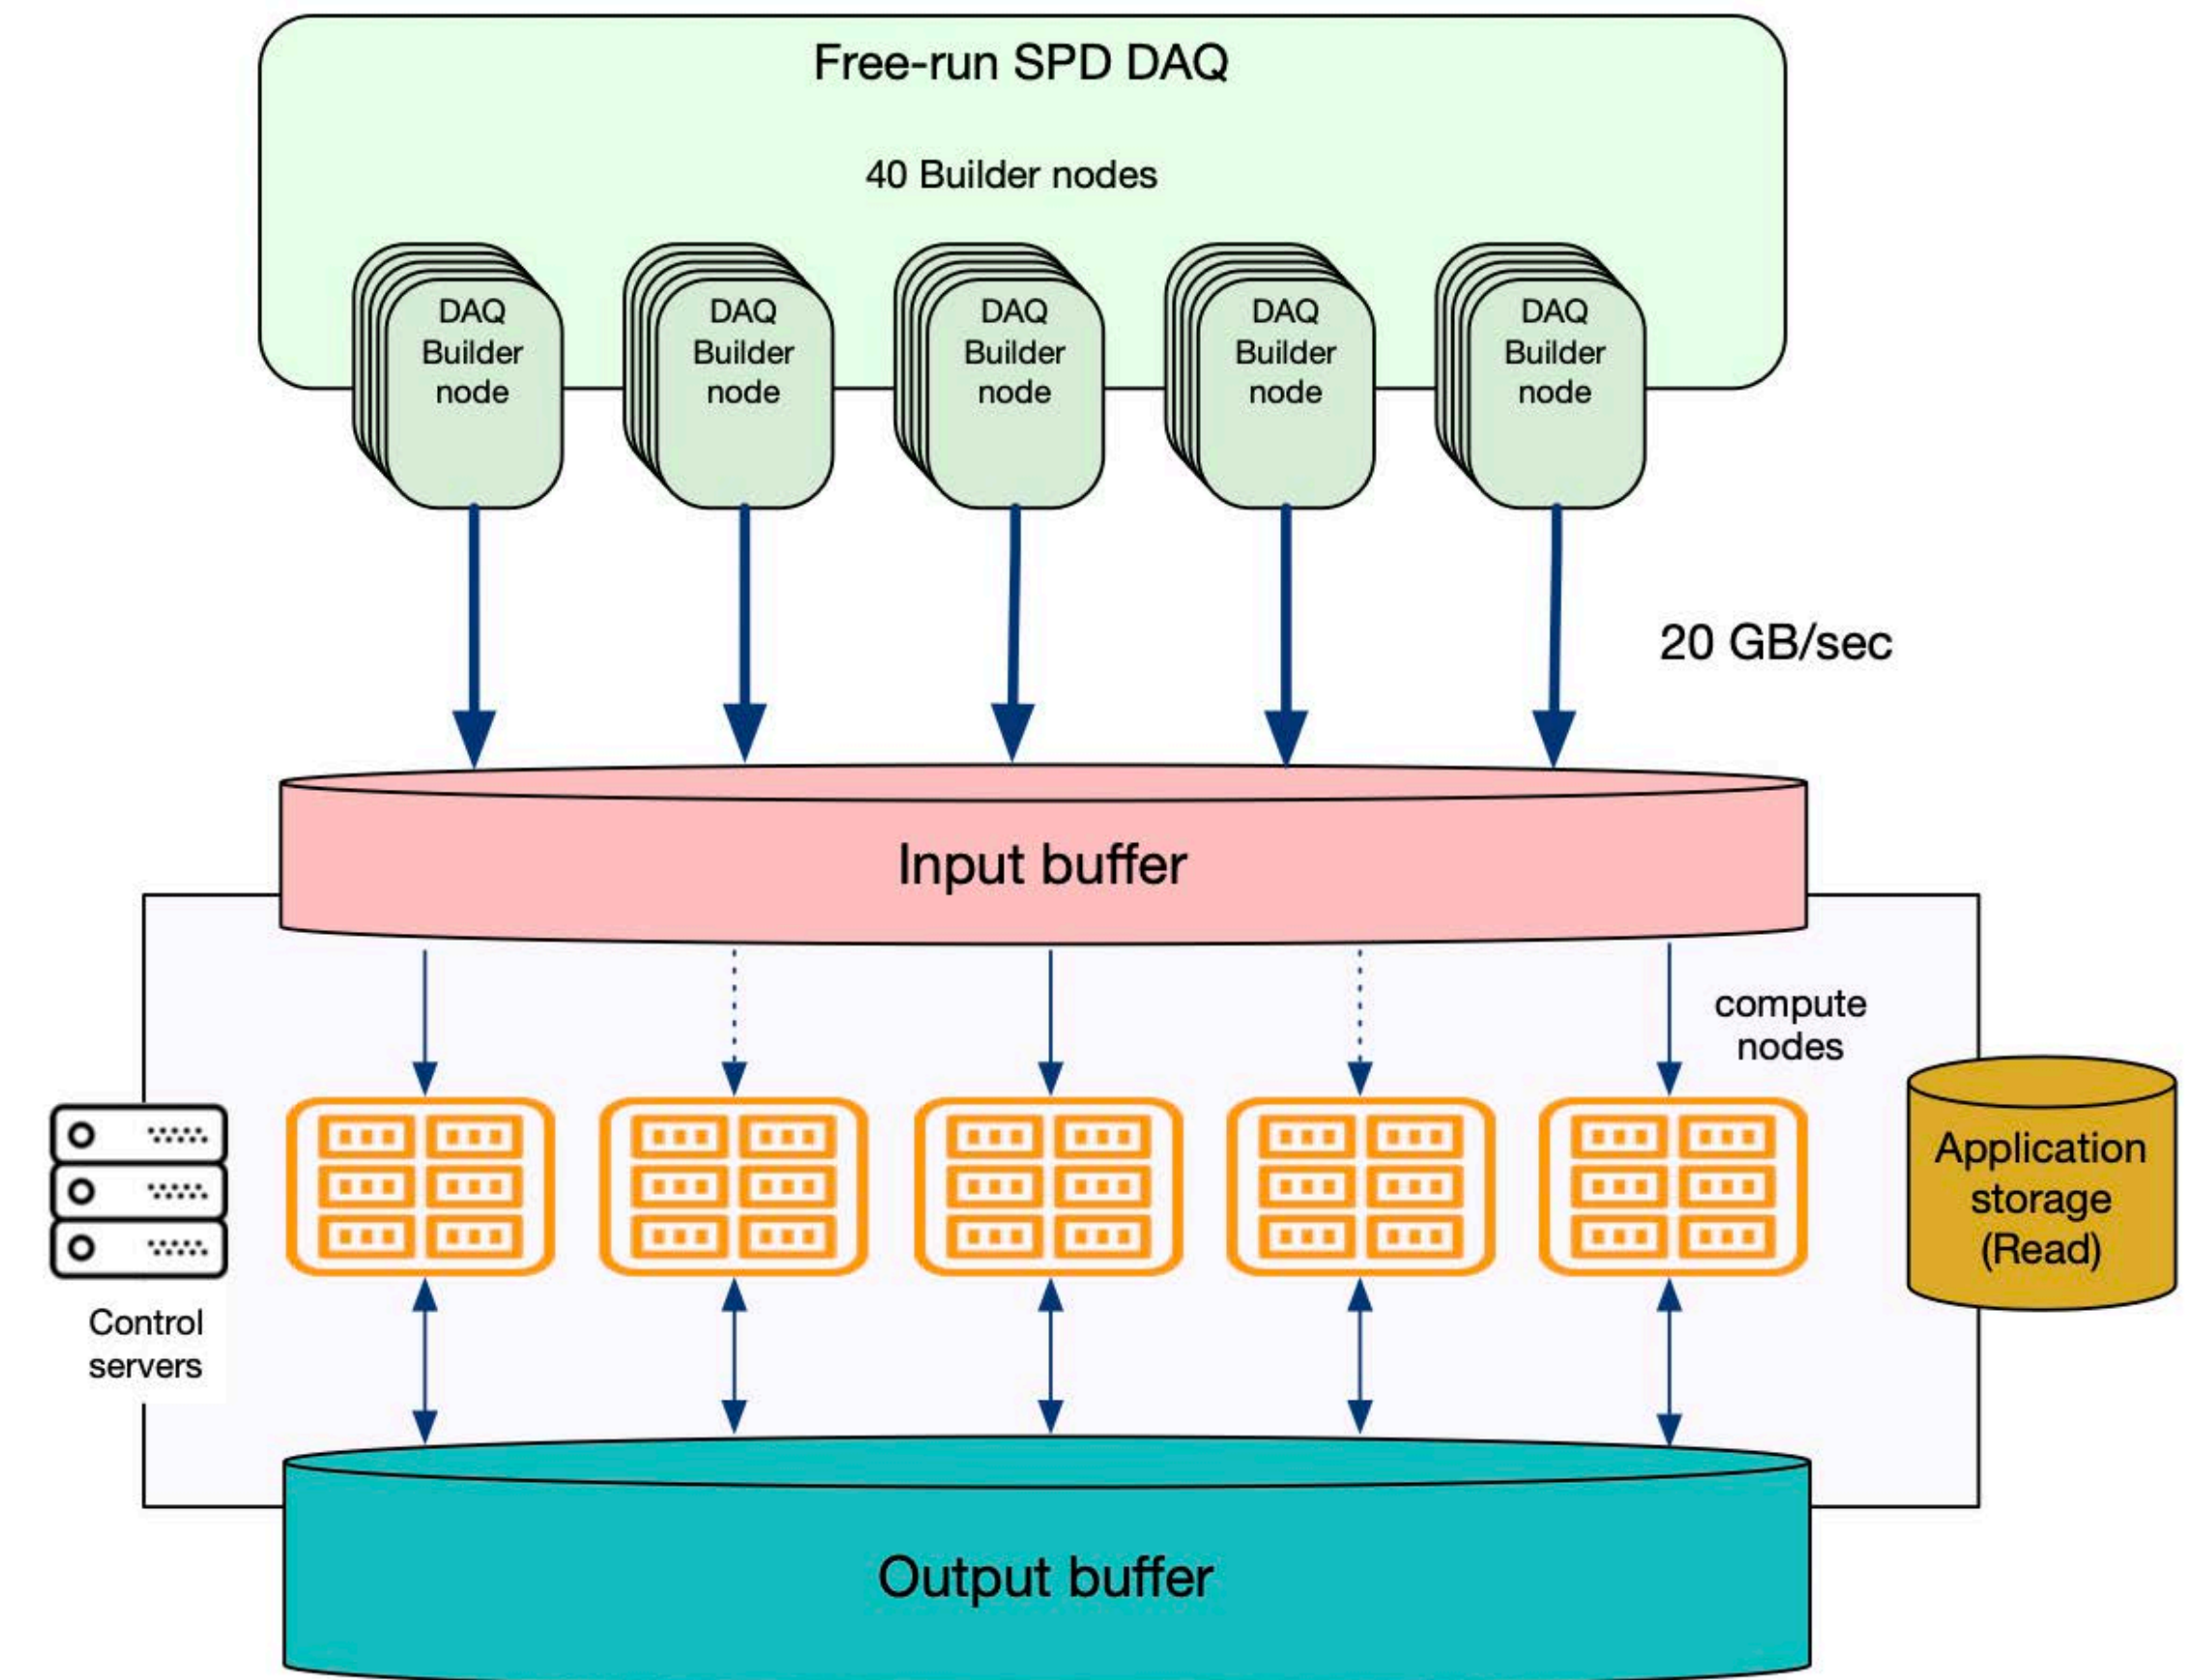 Free-run SPD DAQ
40 Builder nodes
DAQ
Builder
node
DAQ
Builder
node
DAQ
Builder
node
DAQ
Builder
node
DAQ
Builder
node
20 GB/sec
Input buffer
compute
nodes
Control
servers
Application
storage
(Read)
Output buffer